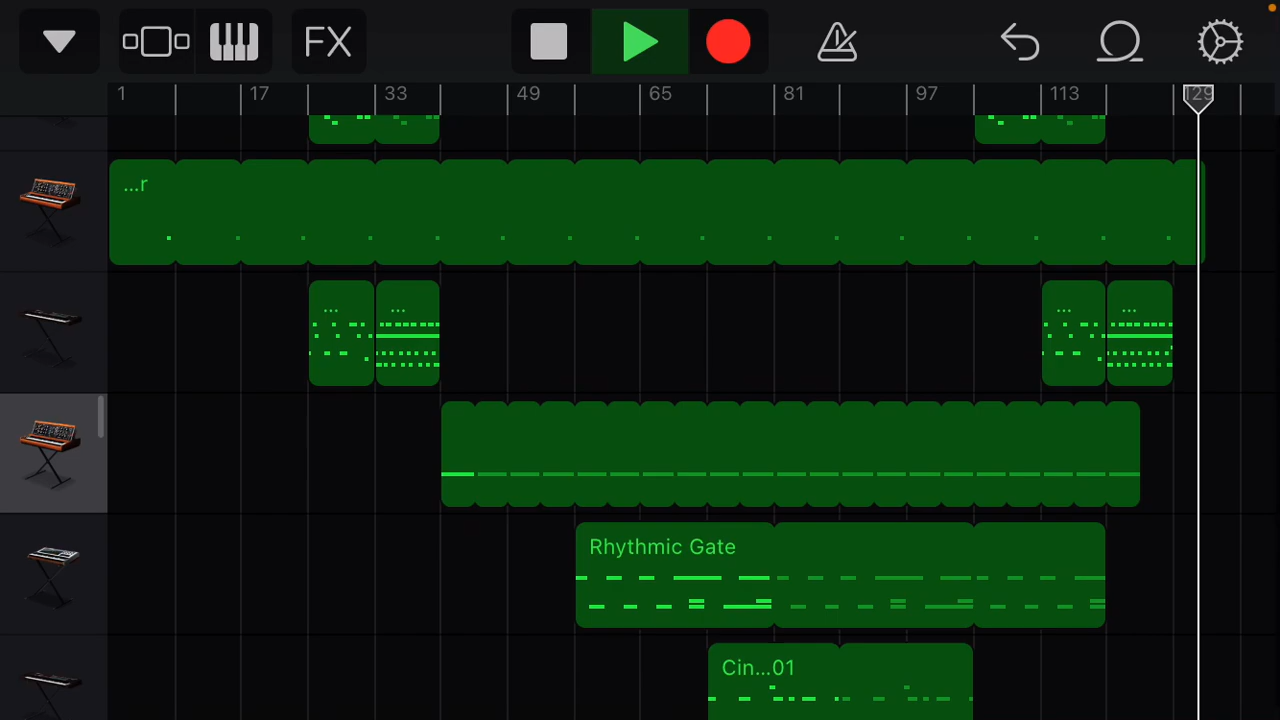 FX
1 17 33 49 65 81 97 113 129
...r
... ... ... ...
Rhythmic Gate
Cin...01